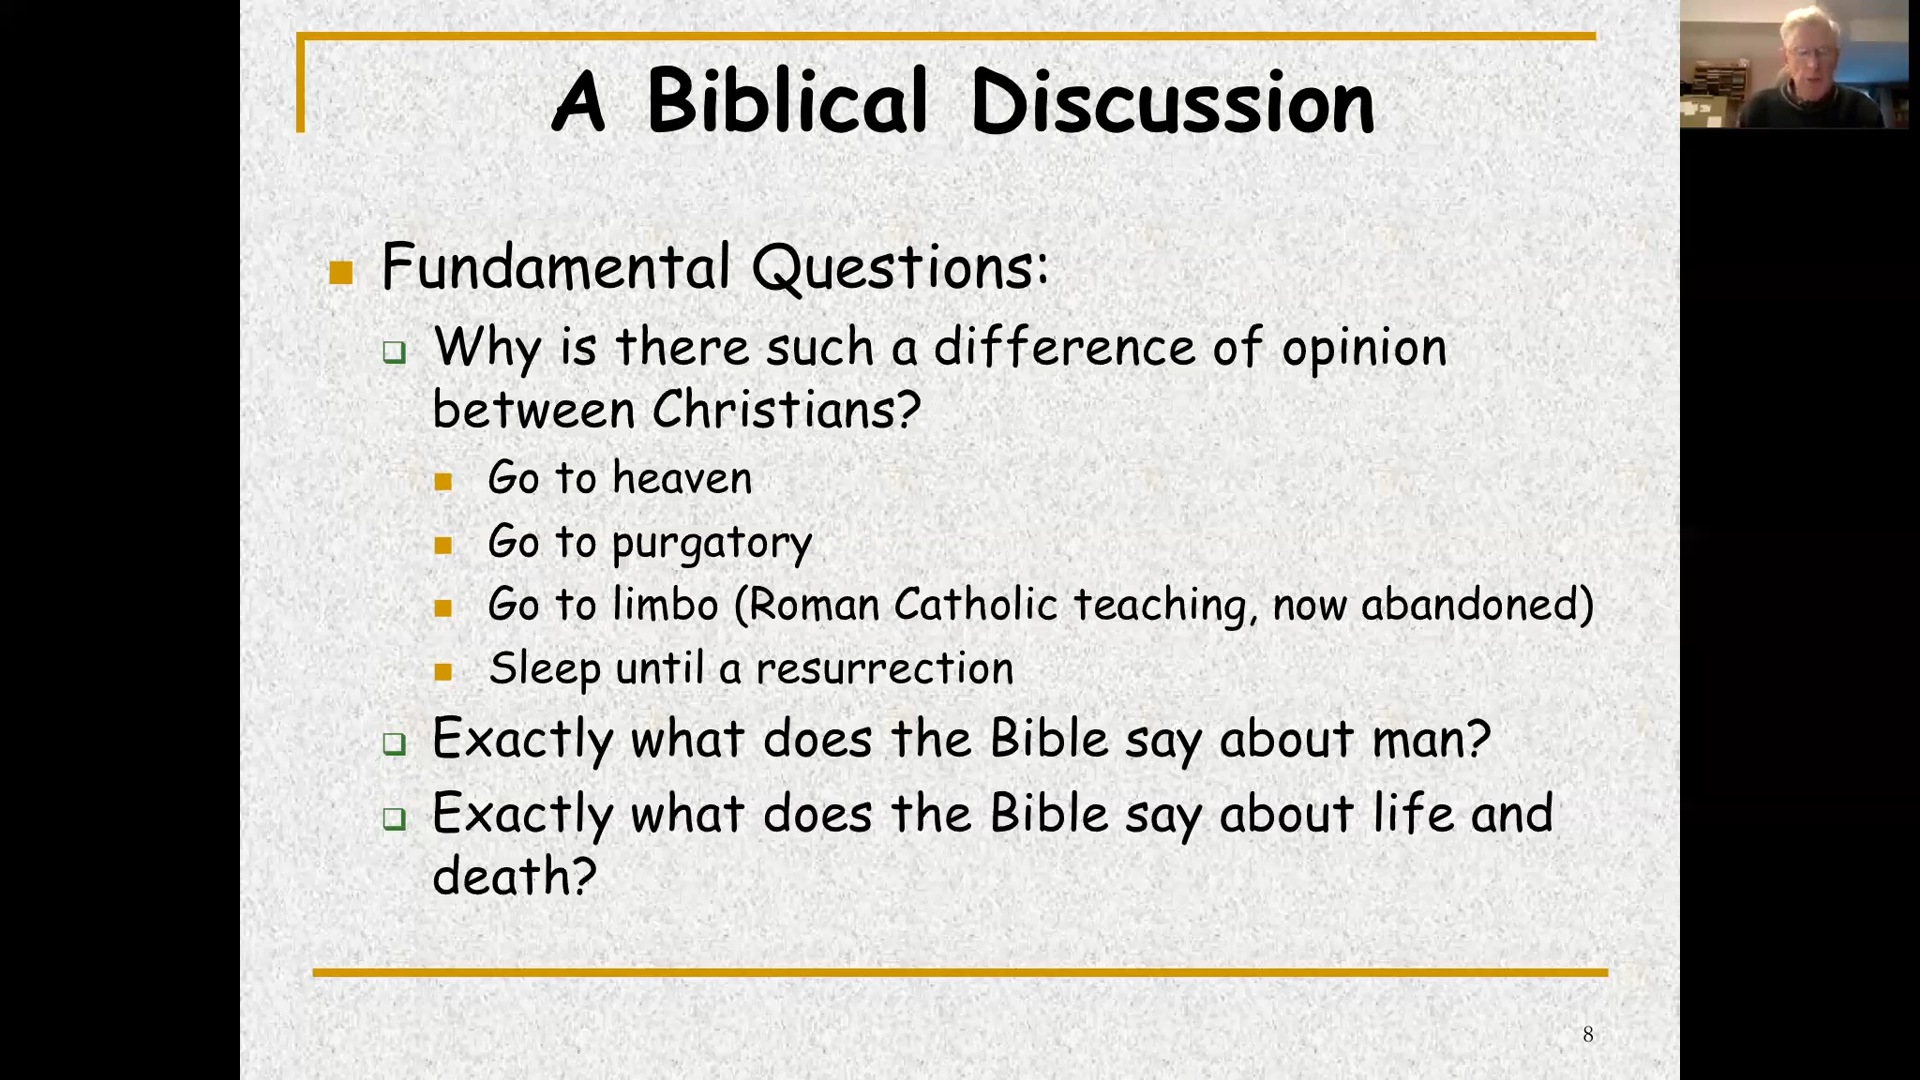 A Biblical Discussion
Fundamental Questions:
Why is there such a difference of opinion
between Christians?
Go to heaven
Go to purgatory
Go to limbo (Roman Catholic teaching, now abandoned)
Sleep until a resurrection
Exactly what does the Bible say about man?
Exactly what does the Bible say about life and
death?
8